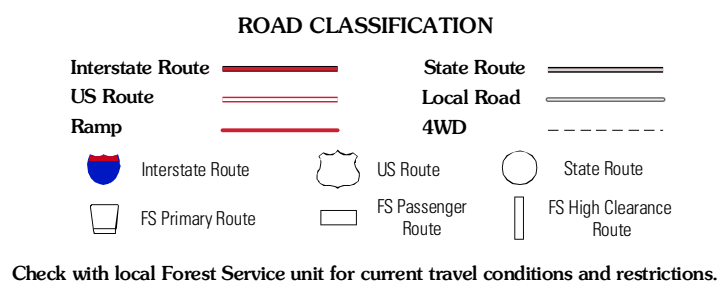 ROAD CLASSIFICATION
Interstate Route State Route
US Route Local Road
Ramp 4WD
Interstate Route US Route State Route
FS Primary Route FS Passenger Route FS High Clearance Route
Check with local Forest Service unit for current travel conditions and restrictions.